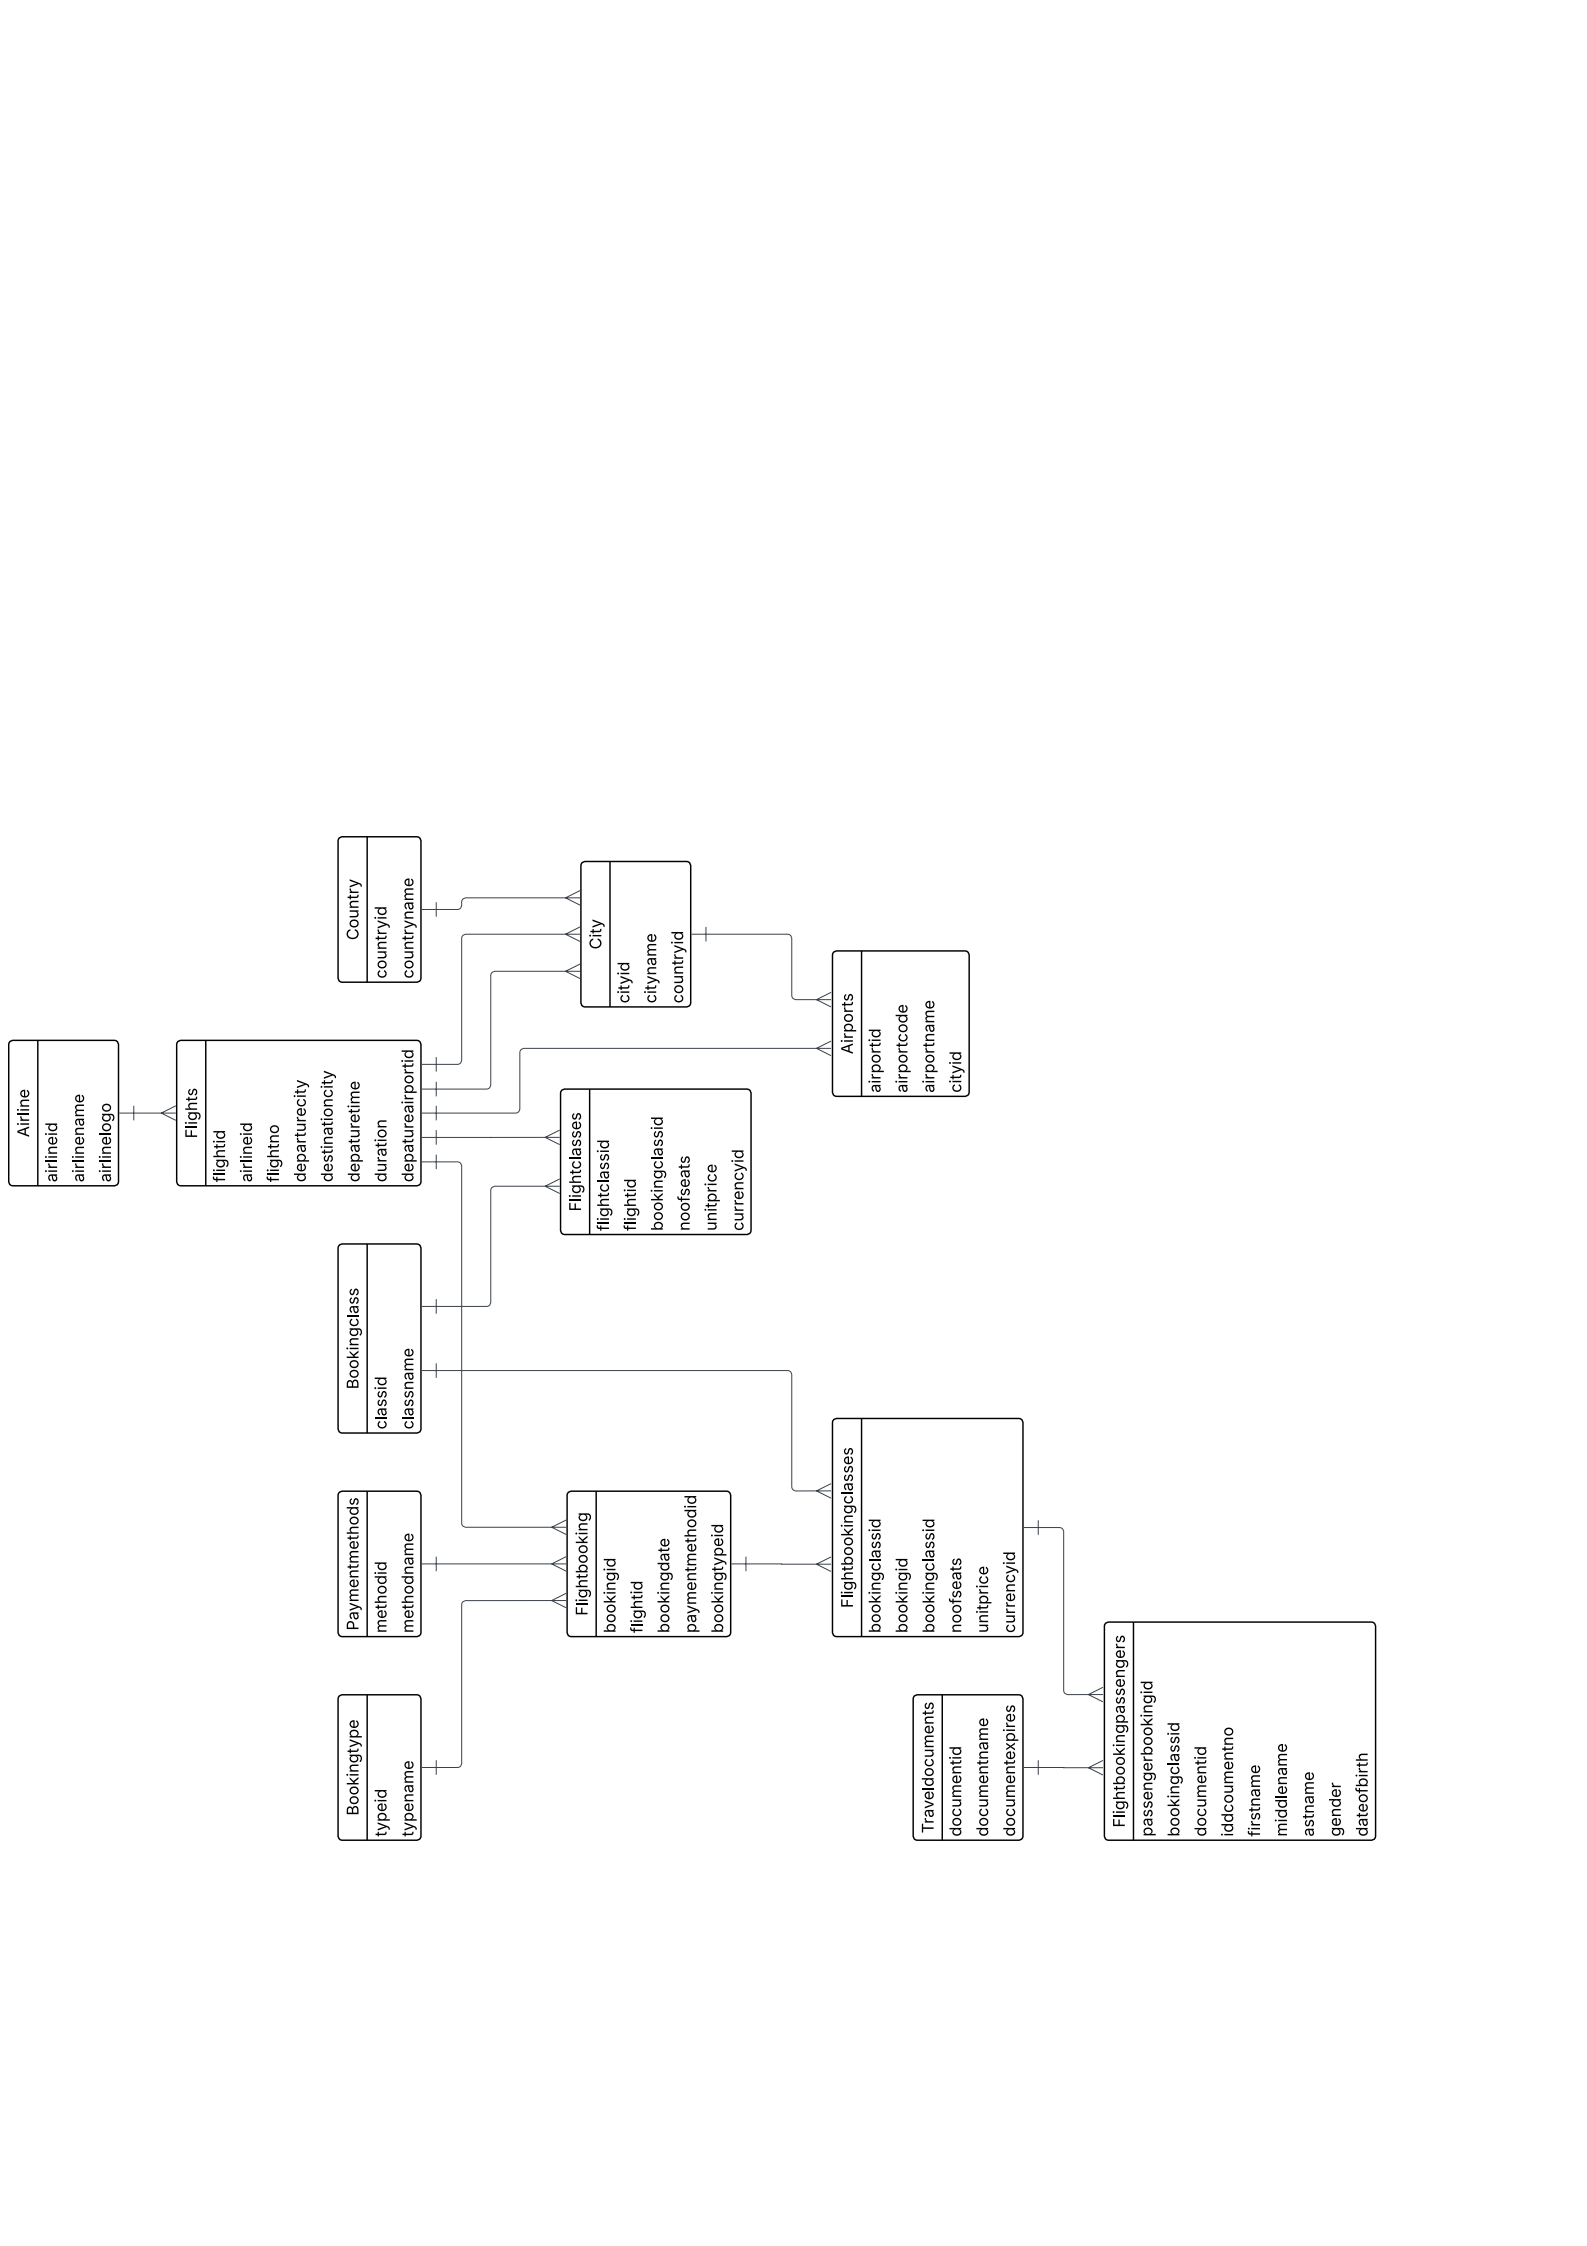 Airline
airlineid
airlinename
airlinelogo
Flights
flightid
airlineid
flightno
departurecity
destinationcity
depaturetime
duration
depatureairportid
Bookingtype
typeid
typename
Paymentmethods
methodid
methodname
Bookingclass
classid
classname
Country
countryid
countryname
Flightbooking
bookingid
flightid
bookingdate
paymentmethodid
bookingtypeid
Flightclasses
flightclassid
flightid
bookingclassid
noofseats
unitprice
currencyid
City
cityid
cityname
countryid
Flightbookingclasses
bookingclassid
bookingid
bookingclassid
noofseats
unitprice
currencyid
Airports
airportid
airportcode
airportname
cityid
Traveldocuments
documentid
documentname
documentexpires
Flightbookingpassengers
passengerbookingid
bookingclassid
documentid
iddcoumentno
firstname
middlename
astname
gender
dateofbirth